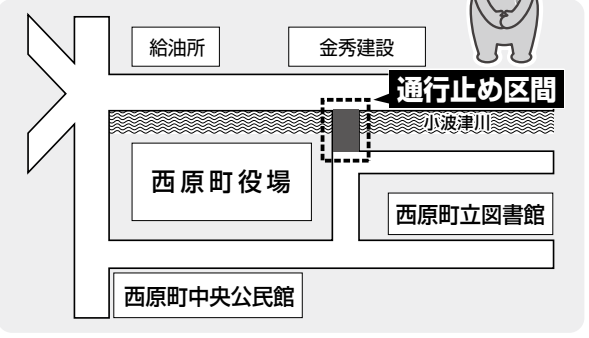 給油所
金秀建設
通行止め区間
小波津川
西原町役場
西原町立図書館
西原町中央公民館